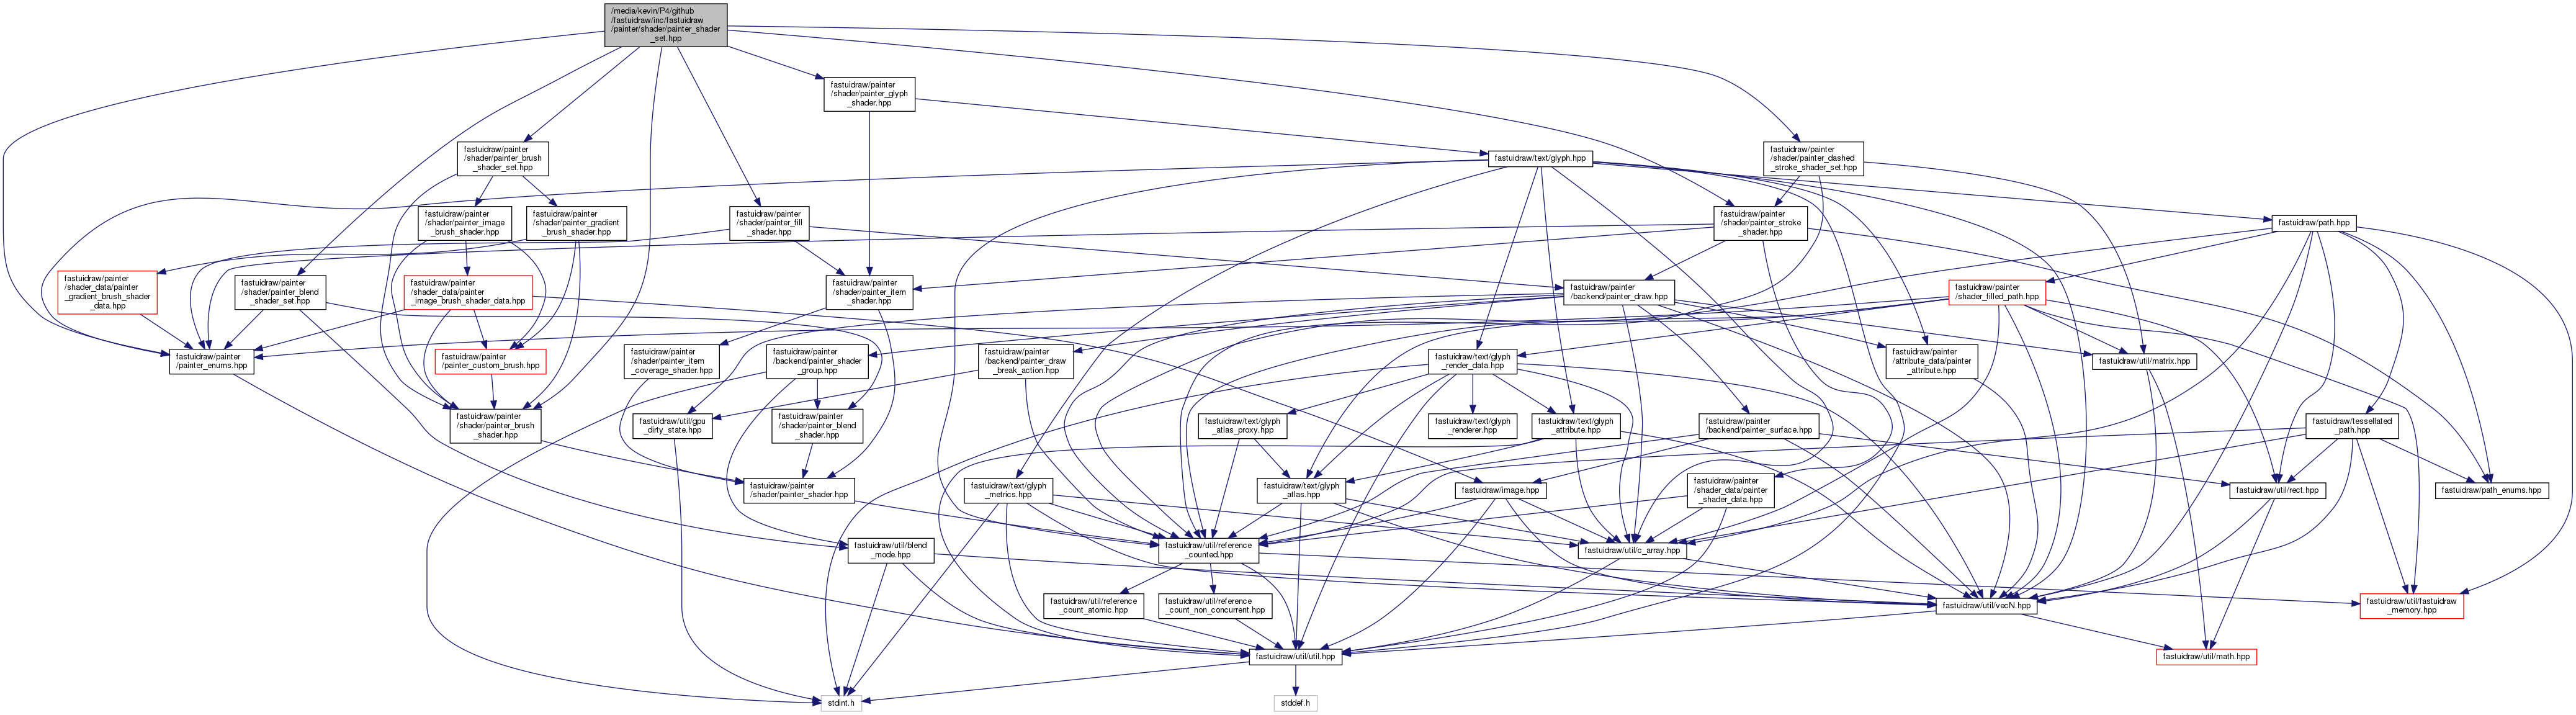 /media/kevin/P4/github
/fastuidraw/inc/fastuidraw
/painter/shader/painter_shader
_set.hpp
fastuidraw/painter
/shader/painter_glyph
_shader.hpp
fastuidraw/painter
/shader/painter_brush
_shader_set.hpp
fastuidraw/text/glyph.hpp
fastuidraw/painter
/shader/painter_dashed
_stroke_shader_set.hpp
fastuidraw/painter
/shader/painter_image
_brush_shader.hpp
fastuidraw/painter
/shader/painter_gradient
_brush_shader.hpp
fastuidraw/painter
/shader/painter_fill
_shader.hpp
fastuidraw/painter
/shader/painter_stroke
_shader.hpp
fastuidraw/path.hpp
fastuidraw/painter
/shader_data/painter
_gradient_brush_shader
_data.hpp
fastuidraw/painter
/shader/painter_blend
_shader_set.hpp
fastuidraw/painter
/shader_data/painter
_image_brush_shader_data.hpp
fastuidraw/painter
/shader/painter_item
_shader.hpp
fastuidraw/painter
/backend/painter_draw.hpp
fastuidraw/painter
/shader_filled_path.hpp
fastuidraw/painter
/painter_enums.hpp
fastuidraw/painter
/painter_custom_brush.hpp
fastuidraw/painter
/shader/painter_item
_coverage_shader.hpp
fastuidraw/painter
/backend/painter_shader
_group.hpp
fastuidraw/painter
/backend/painter_draw
_break_action.hpp
fastuidraw/text/glyph
_render_data.hpp
fastuidraw/painter
/attribute_data/painter
_attribute.hpp
fastuidraw/util/matrix.hpp
fastuidraw/painter
/shader/painter_brush
_shader.hpp
fastuidraw/util/gpu
_dirty_state.hpp
fastuidraw/painter
/shader/painter_blend
_shader.hpp
fastuidraw/text/glyph
_atlas_proxy.hpp
fastuidraw/text/glyph
_renderer.hpp
fastuidraw/text/glyph
_attribute.hpp
fastuidraw/painter
/backend/painter_surface.hpp
fastuidraw/tessellated
_path.hpp
fastuidraw/painter
/shader/painter_shader.hpp
fastuidraw/text/glyph
_metrics.hpp
fastuidraw/text/glyph
_atlas.hpp
fastuidraw/image.hpp
fastuidraw/painter
/shader_data/painter
_shader_data.hpp
fastuidraw/util/rect.hpp
fastuidraw/path_enums.hpp
fastuidraw/util/blend
_mode.hpp
fastuidraw/util/reference
_counted.hpp
fastuidraw/util/c_array.hpp
fastuidraw/util/reference
_count_atomic.hpp
fastuidraw/util/reference
_count_non_concurrent.hpp
fastuidraw/util/vecN.hpp
fastuidraw/util/fastuidraw
_memory.hpp
fastuidraw/util/util.hpp
fastuidraw/util/math.hpp
stdint.h
stddef.h